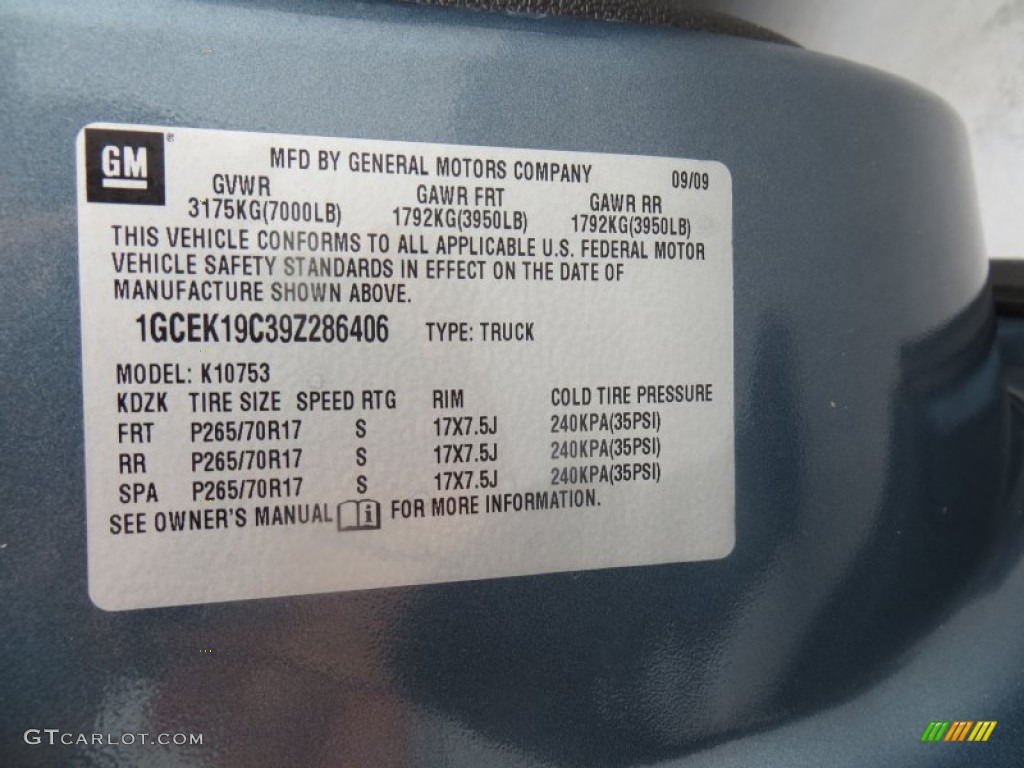 GM®
MFD BY GENERAL MOTORS COMPANY 09/09
GVWR GAWR FRT GAWR RR
3175KG(7000LB) 1792KG(3950LB) 1792KG(3950LB)
THIS VEHICLE CONFORMS TO ALL APPLICABLE U.S. FEDERAL MOTOR
VEHICLE SAFETY STANDARDS IN EFFECT ON THE DATE OF
MANUFACTURE SHOWN ABOVE.
1GCEK19C39Z286406 TYPE: TRUCK
MODEL: K10753
KDZK TIRE SIZE SPEED RTG RIM COLD TIRE PRESSURE
FRT P265/70R17 S 17X7.5J 240KPA(35PSI)
RR P265/70R17 S 17X7.5J 240KPA(35PSI)
SPA P265/70R17 S 17X7.5J 240KPA(35PSI)
SEE OWNER'S MANUAL i FOR MORE INFORMATION.
GTCARLOT.COM